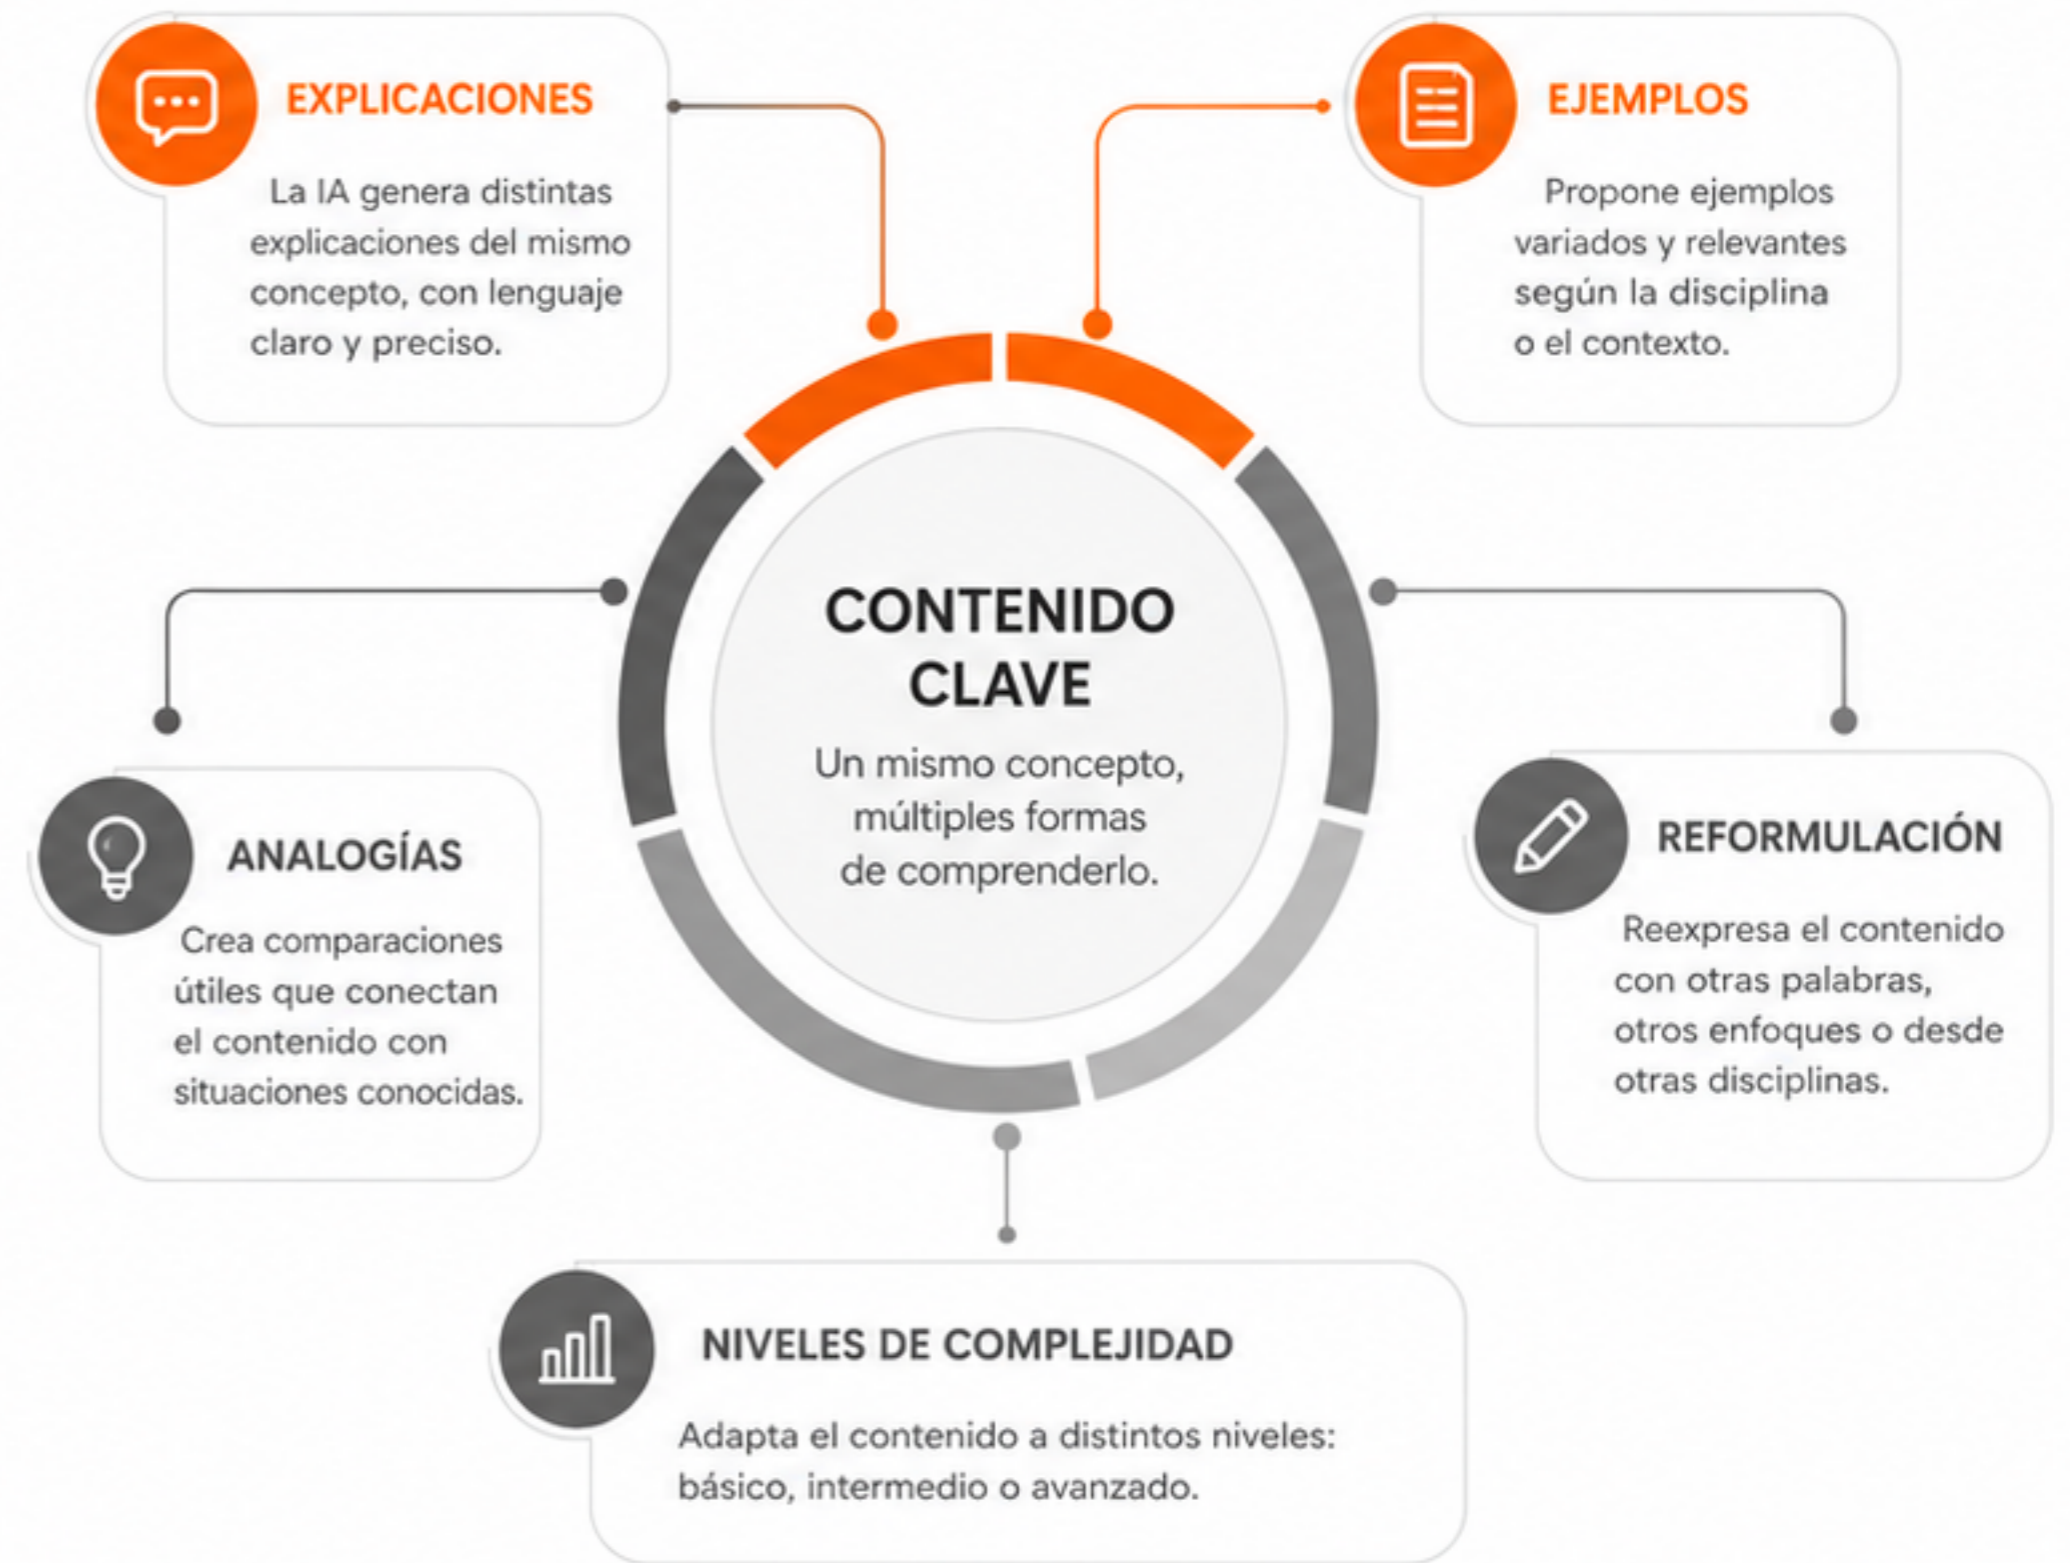 EXPLICACIONES
La IA genera distintas
explicaciones del mismo
concepto, con lenguaje
claro y preciso.
EJEMPLOS
Propone ejemplos
variados y relevantes
según la disciplina
o el contexto.
CONTENIDO
CLAVE
Un mismo concepto,
múltiples formas
de comprenderlo.
ANALOGÍAS
Crea comparaciones
útiles que conectan
el contenido con
situaciones conocidas.
REFORMULACIÓN
Reexpresa el contenido
con otras palabras,
otros enfoques o desde
otras disciplinas.
NIVELES DE COMPLEJIDAD
Adapta el contenido a distintos niveles:
básico, intermedio o avanzado.